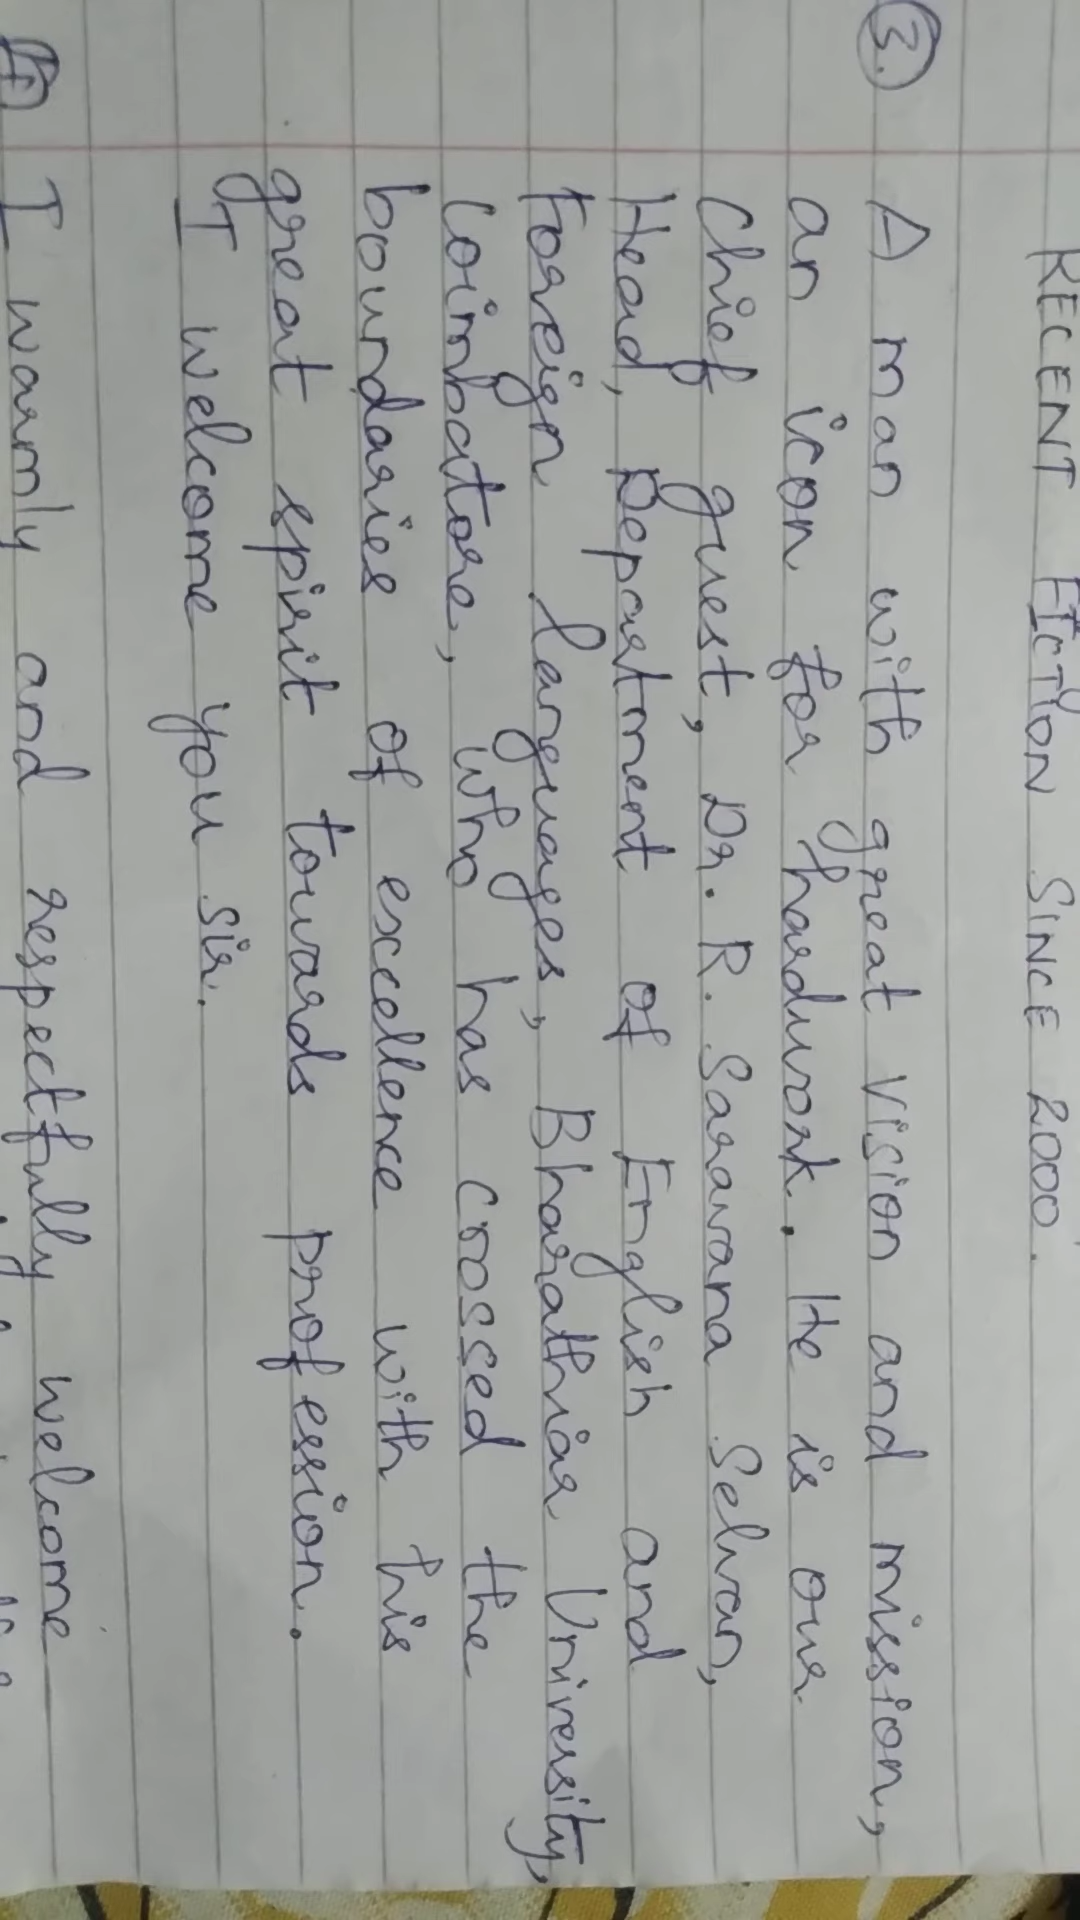 RECENT FICTION SINCE 2000.
3. A man with great Vision and mission,
an icon for hardwork. He is our
Chief guest, Dr. R. Saravana Selvan,
Head, Department of English and
Foreign languages, Bharathiar University,
Coimbatore, who has crossed the
boundaries of excellence with his
great spirit towards profession.
I welcome you sir.
4 I warmly and respectfully welcome